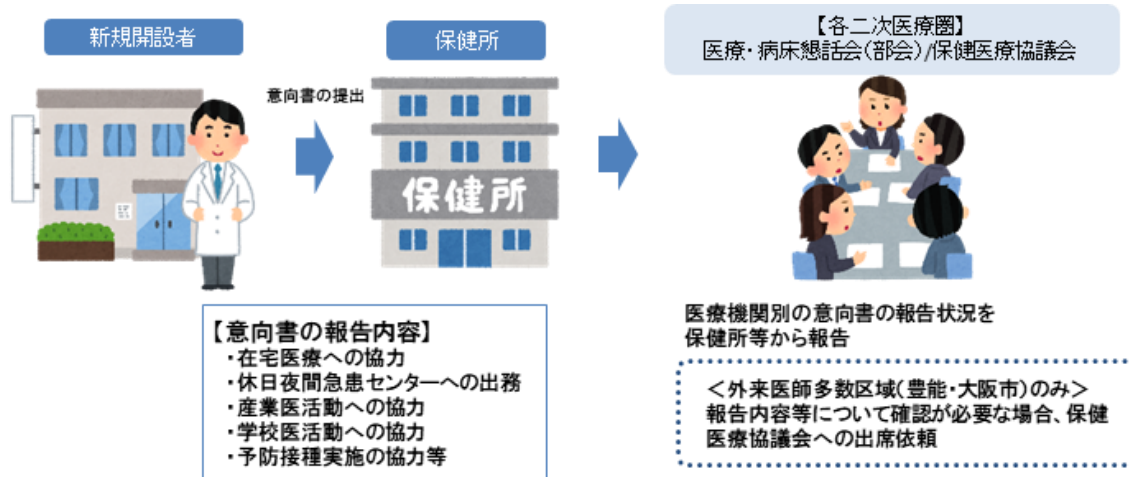 新規開設者
保健所
【各二次医療圏】
医療・病床懇話会(部会)/保健医療協議会
意向書の提出
保健所
【意向書の報告内容】
・在宅医療への協力
・休日夜間急患センターへの出務
・産業医活動への協力
・学校医活動への協力
・予防接種実施の協力等
医療機関別の意向書の報告状況を
保健所等から報告
＜外来医師多数区域(豊能・大阪市)のみ＞
報告内容等について確認が必要な場合、保健
医療協議会への出席依頼